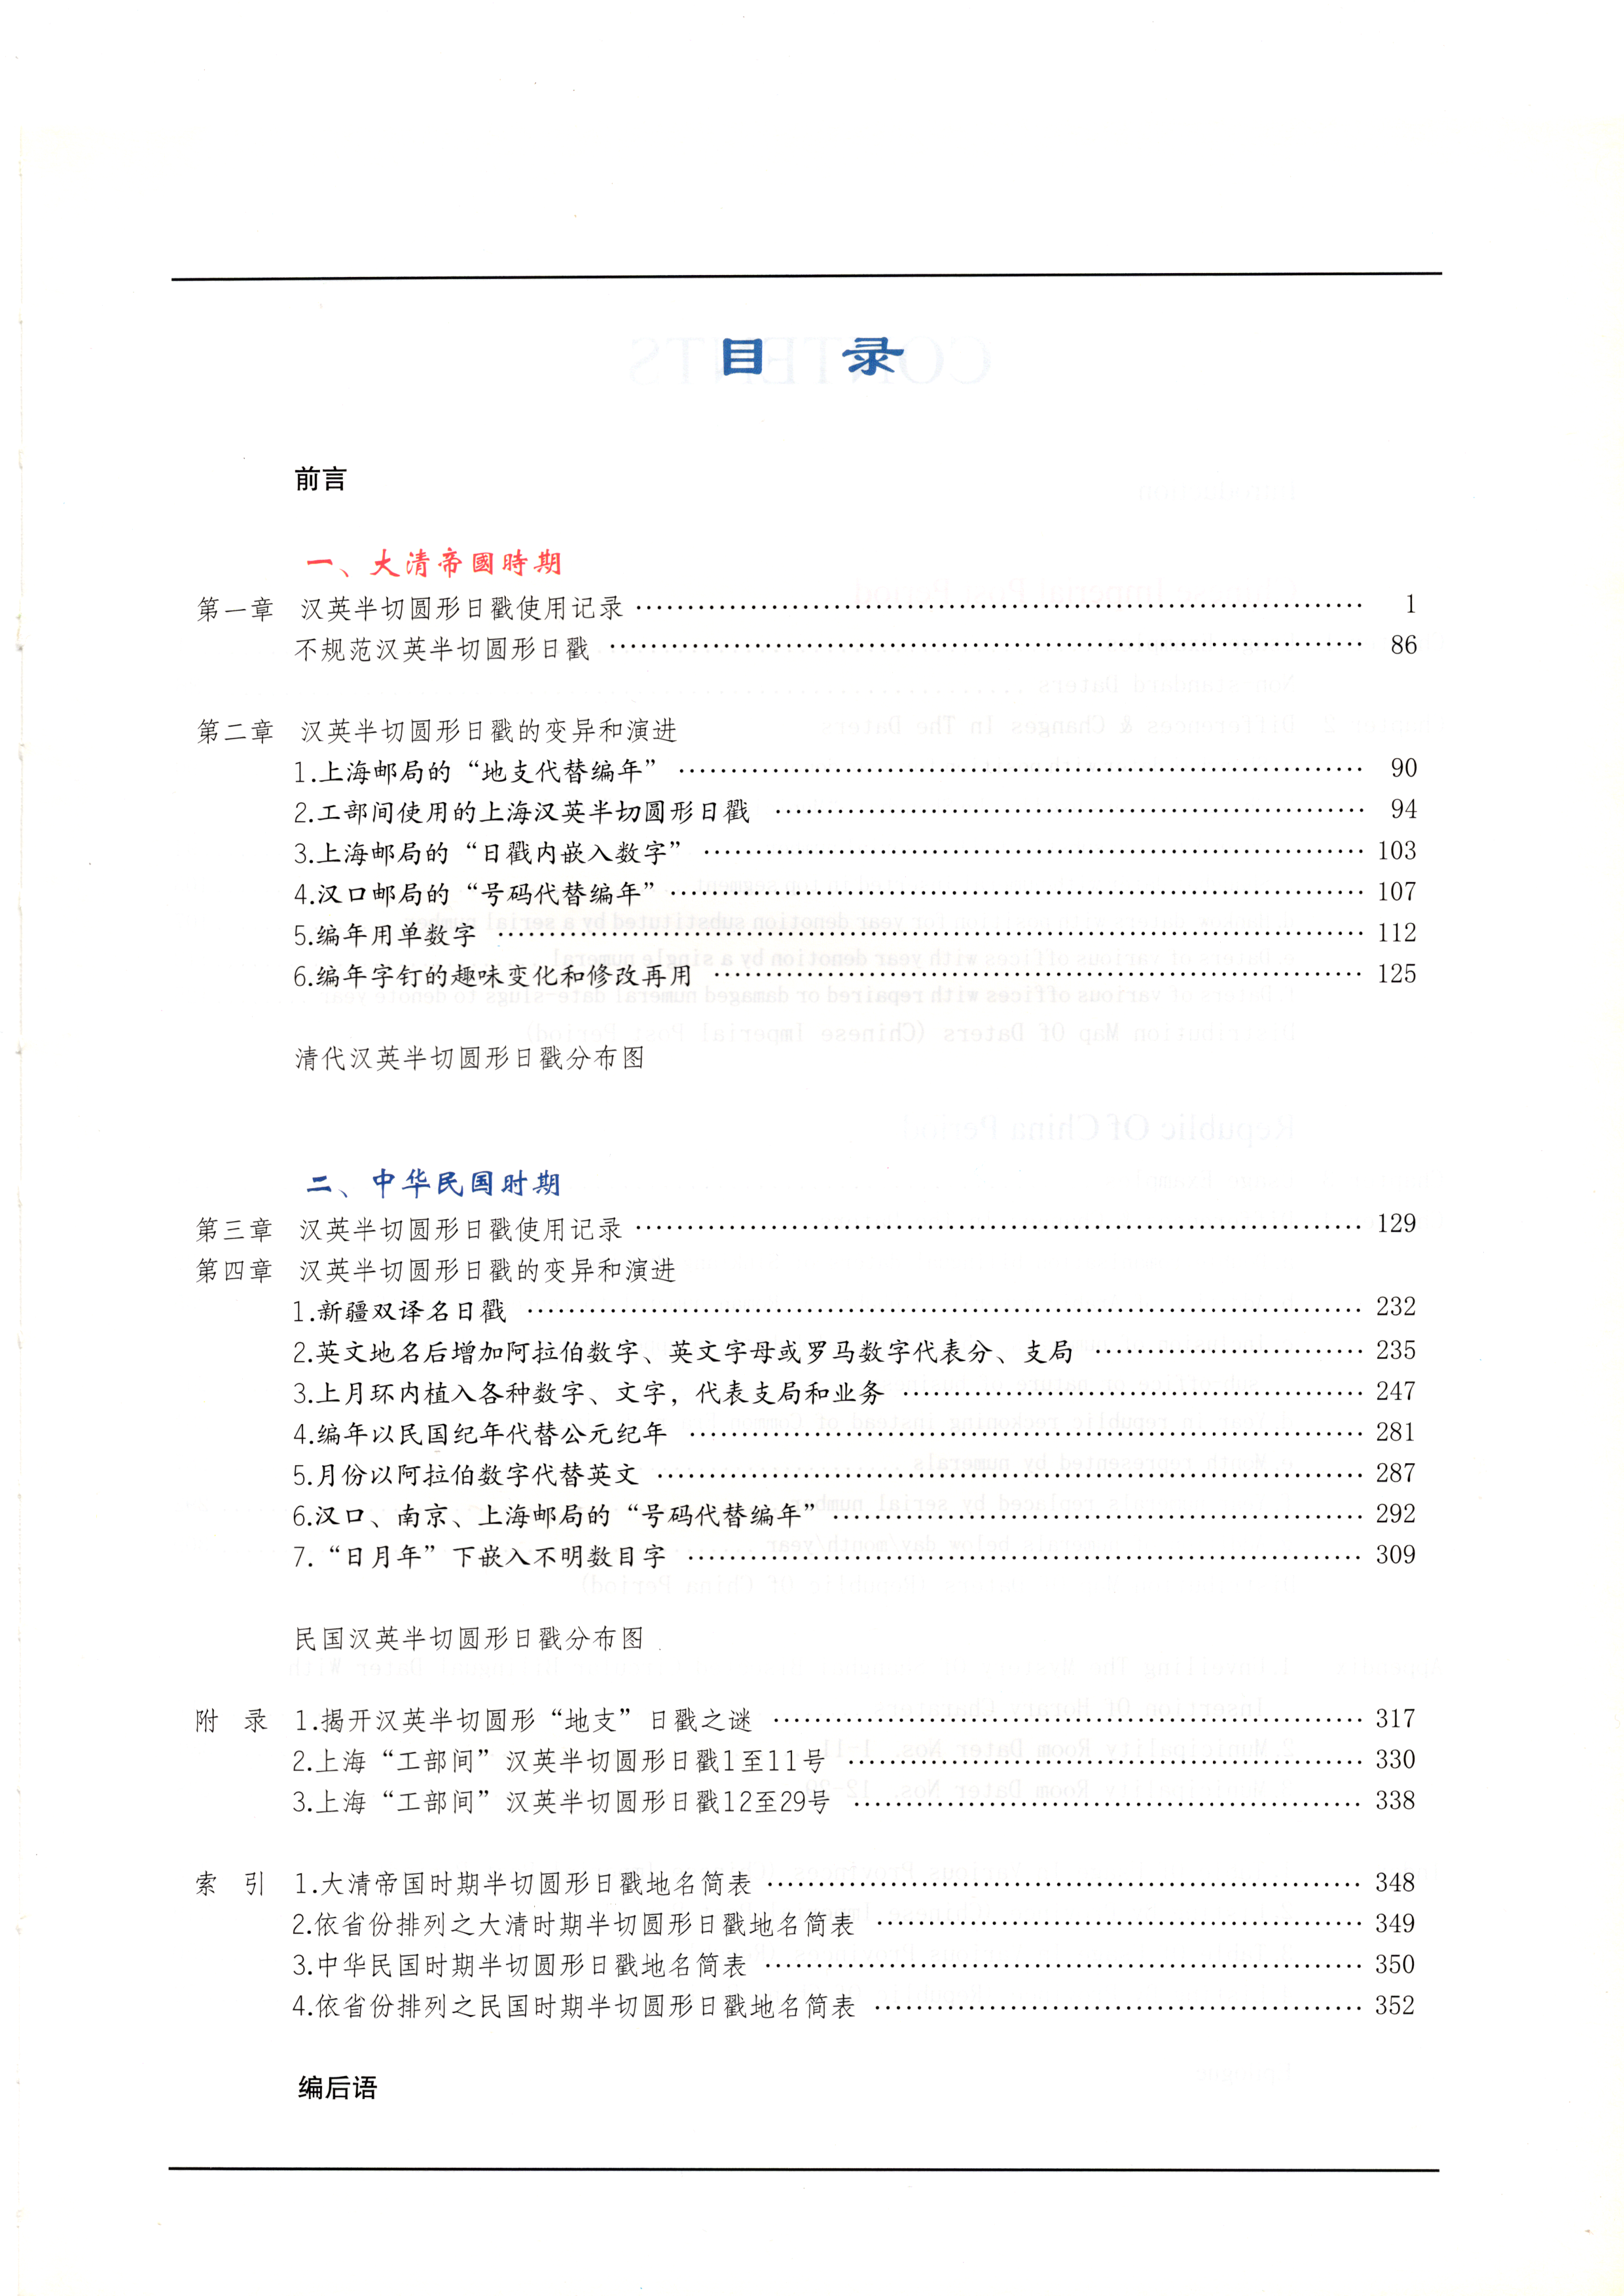 目 录
前言
一、大清帝國時期
第一章 汉英半切圆形日戳使用记录 …… 1
不规范汉英半切圆形日戳 …… 86
第二章 汉英半切圆形日戳的变异和演进
1.上海邮局的“地支代替编年” …… 90
2.工部间使用的上海汉英半切圆形日戳 …… 94
3.上海邮局的“日戳内嵌入数字” …… 103
4.汉口邮局的“号码代替编年” …… 107
5.编年用单数字 …… 112
6.编年字钉的趣味变化和修改再用 …… 125
清代汉英半切圆形日戳分布图
二、中华民国时期
第三章 汉英半切圆形日戳使用记录 …… 129
第四章 汉英半切圆形日戳的变异和演进
1.新疆双译名日戳 …… 232
2.英文地名后增加阿拉伯数字、英文字母或罗马数字代表分、支局 …… 235
3.上月环内植入各种数字、文字，代表支局和业务 …… 247
4.编年以民国纪年代替公元纪年 …… 281
5.月份以阿拉伯数字代替英文 …… 287
6.汉口、南京、上海邮局的“号码代替编年” …… 292
7.“日月年”下嵌入不明数目字 …… 309
民国汉英半切圆形日戳分布图
附 录 1.揭开汉英半切圆形“地支”日戳之谜 …… 317
2.上海“工部间”汉英半切圆形日戳1至11号 …… 330
3.上海“工部间”汉英半切圆形日戳12至29号 …… 338
索 引 1.大清帝国时期半切圆形日戳地名简表 …… 348
2.依省份排列之大清时期半切圆形日戳地名简表 …… 349
3.中华民国时期半切圆形日戳地名简表 …… 350
4.依省份排列之民国时期半切圆形日戳地名简表 …… 352
编后语